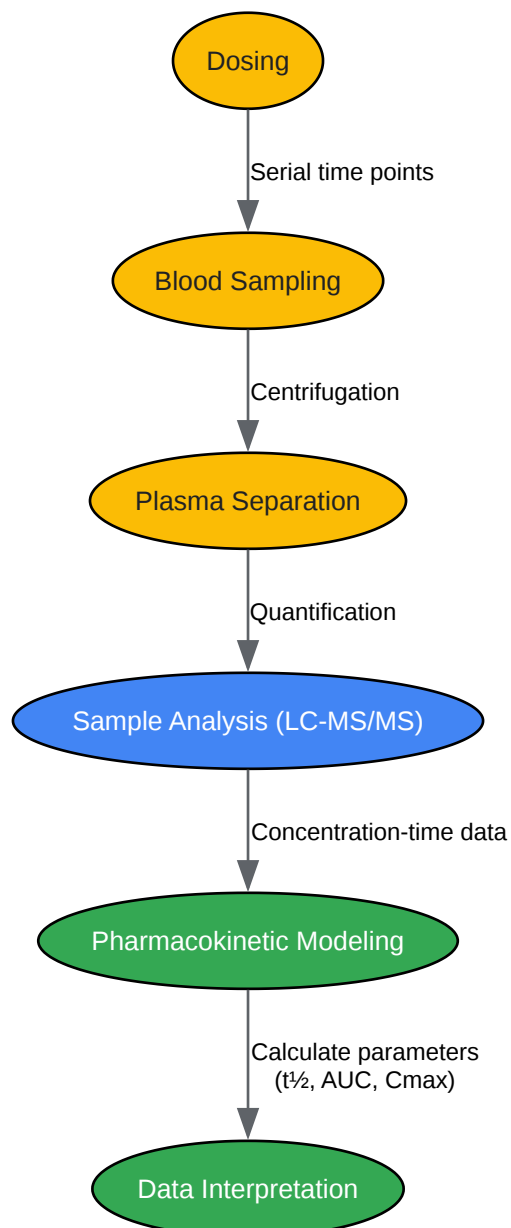 Dosing
Serial time points
Blood Sampling
Centrifugation
Plasma Separation
Quantification
Sample Analysis (LC-MS/MS)
Concentration-time data
Pharmacokinetic Modeling
Calculate parameters
(t½, AUC, Cmax)
Data Interpretation